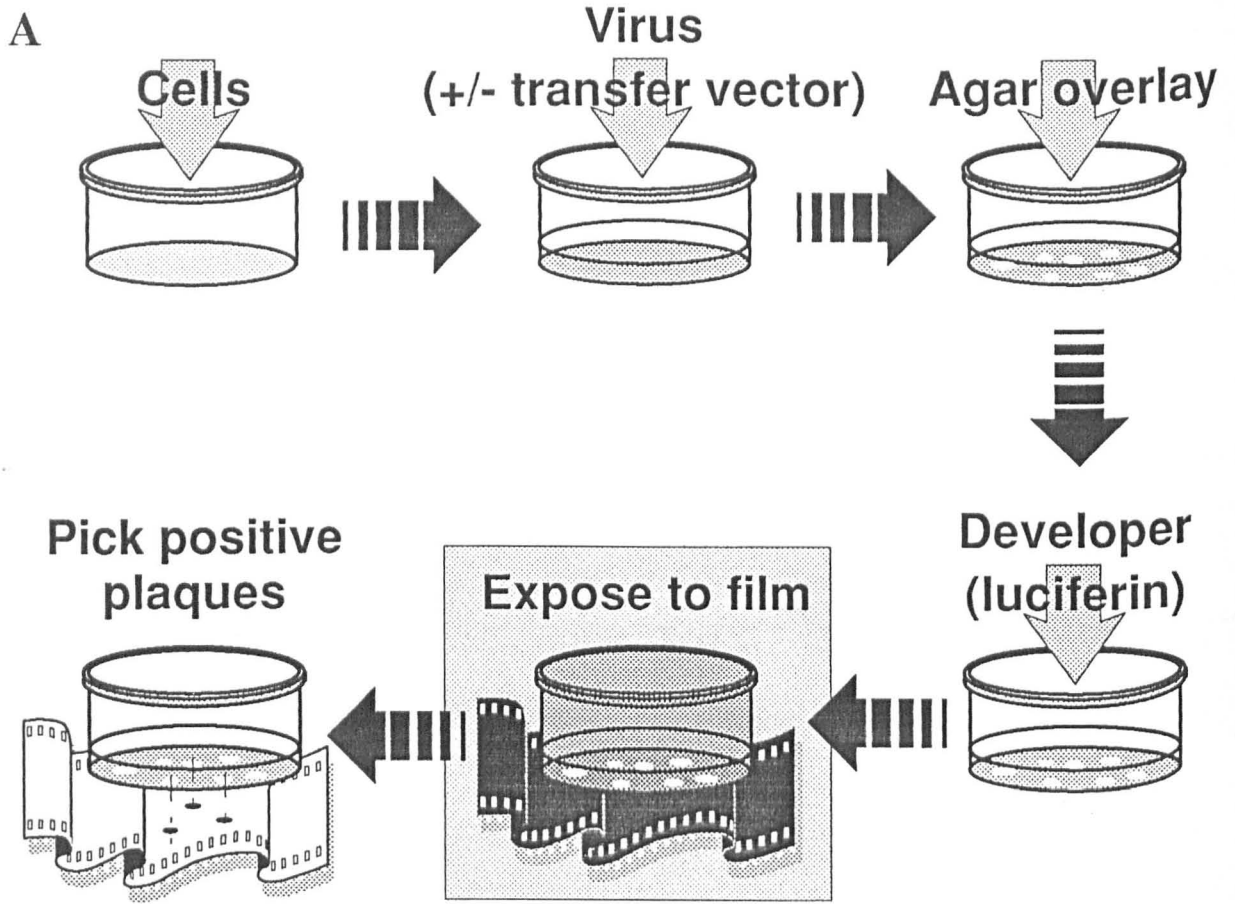 A
Cells
Virus
(+/- transfer vector)
Agar overlay
Developer
(luciferin)
Expose to film
Pick positive
plaques